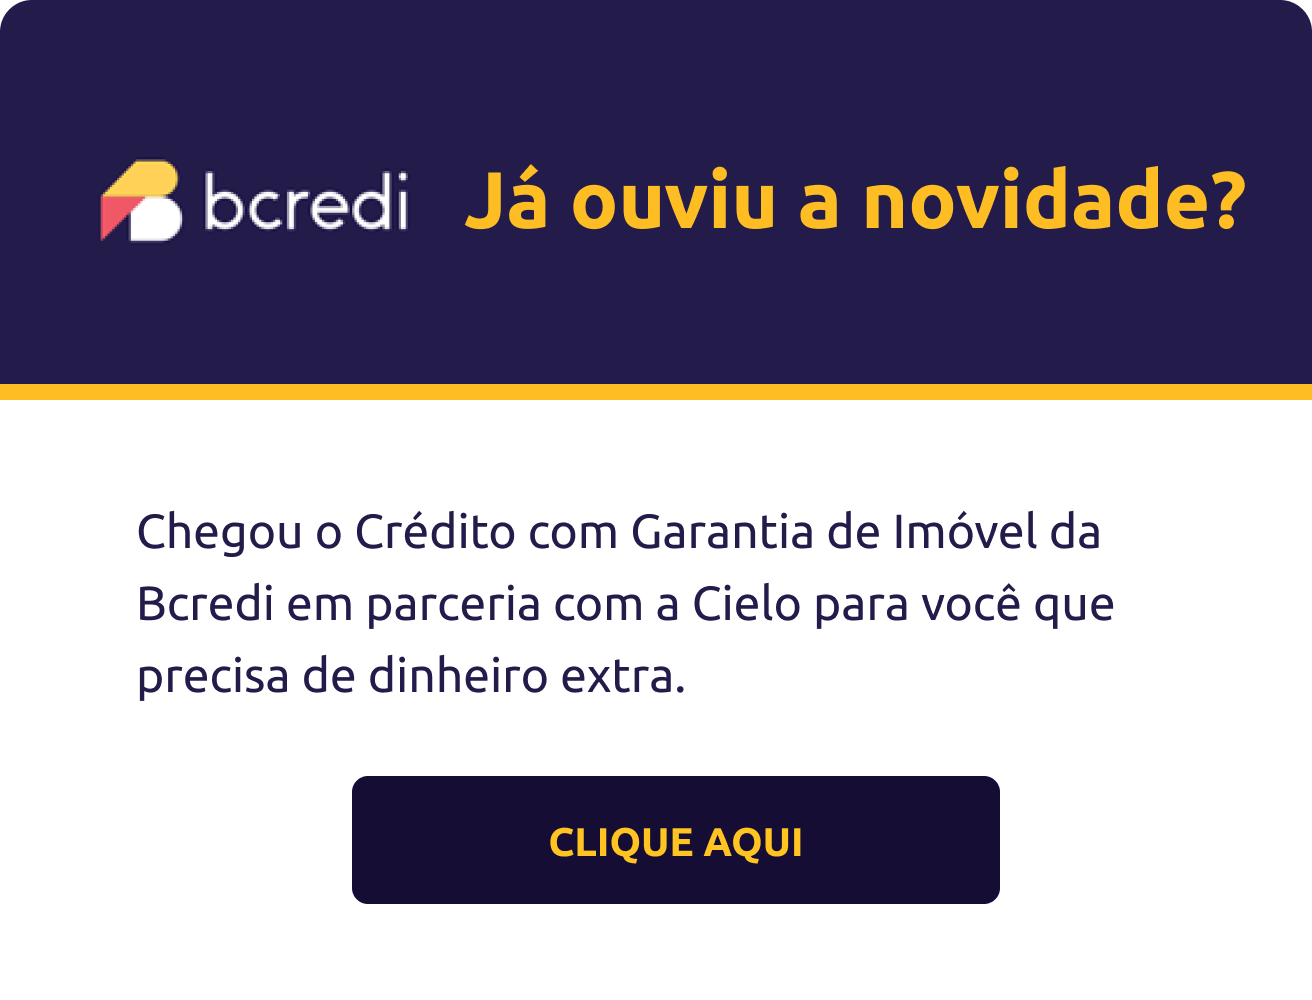 bcredi Já ouviu a novidade?
Chegou o Crédito com Garantia de Imóvel da
Bcredi em parceria com a Cielo para você que
precisa de dinheiro extra.
CLIQUE AQUI